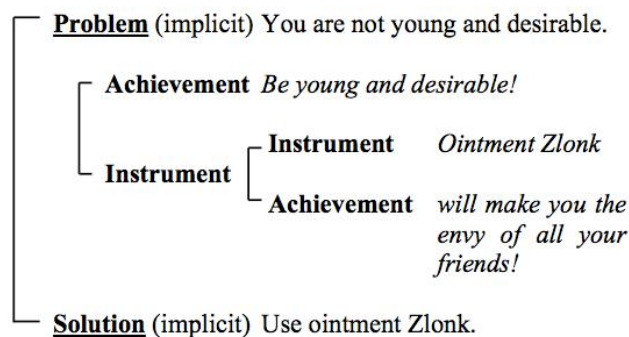 Problem (implicit) You are not young and desirable.
Achievement Be young and desirable!
Instrument Ointment Zlonk
Instrument
Achievement will make you the
envy of all your
friends!
Solution (implicit) Use ointment Zlonk.